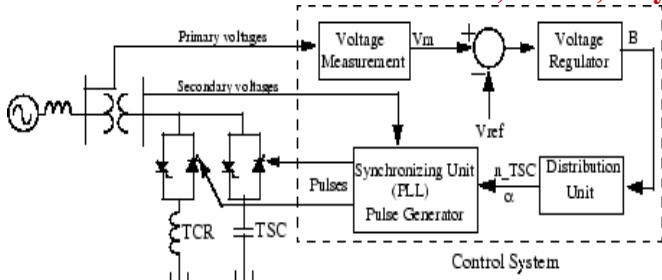 Primary voltages
Voltage
Measurement
Vm
+
−
Voltage
Regulator
B
Secondary voltages
Vref
Synchronizing Unit
(PLL)
Pulse Generator
n_TSC
α
Distribution
Unit
Pulses
TCR
TSC
Control System